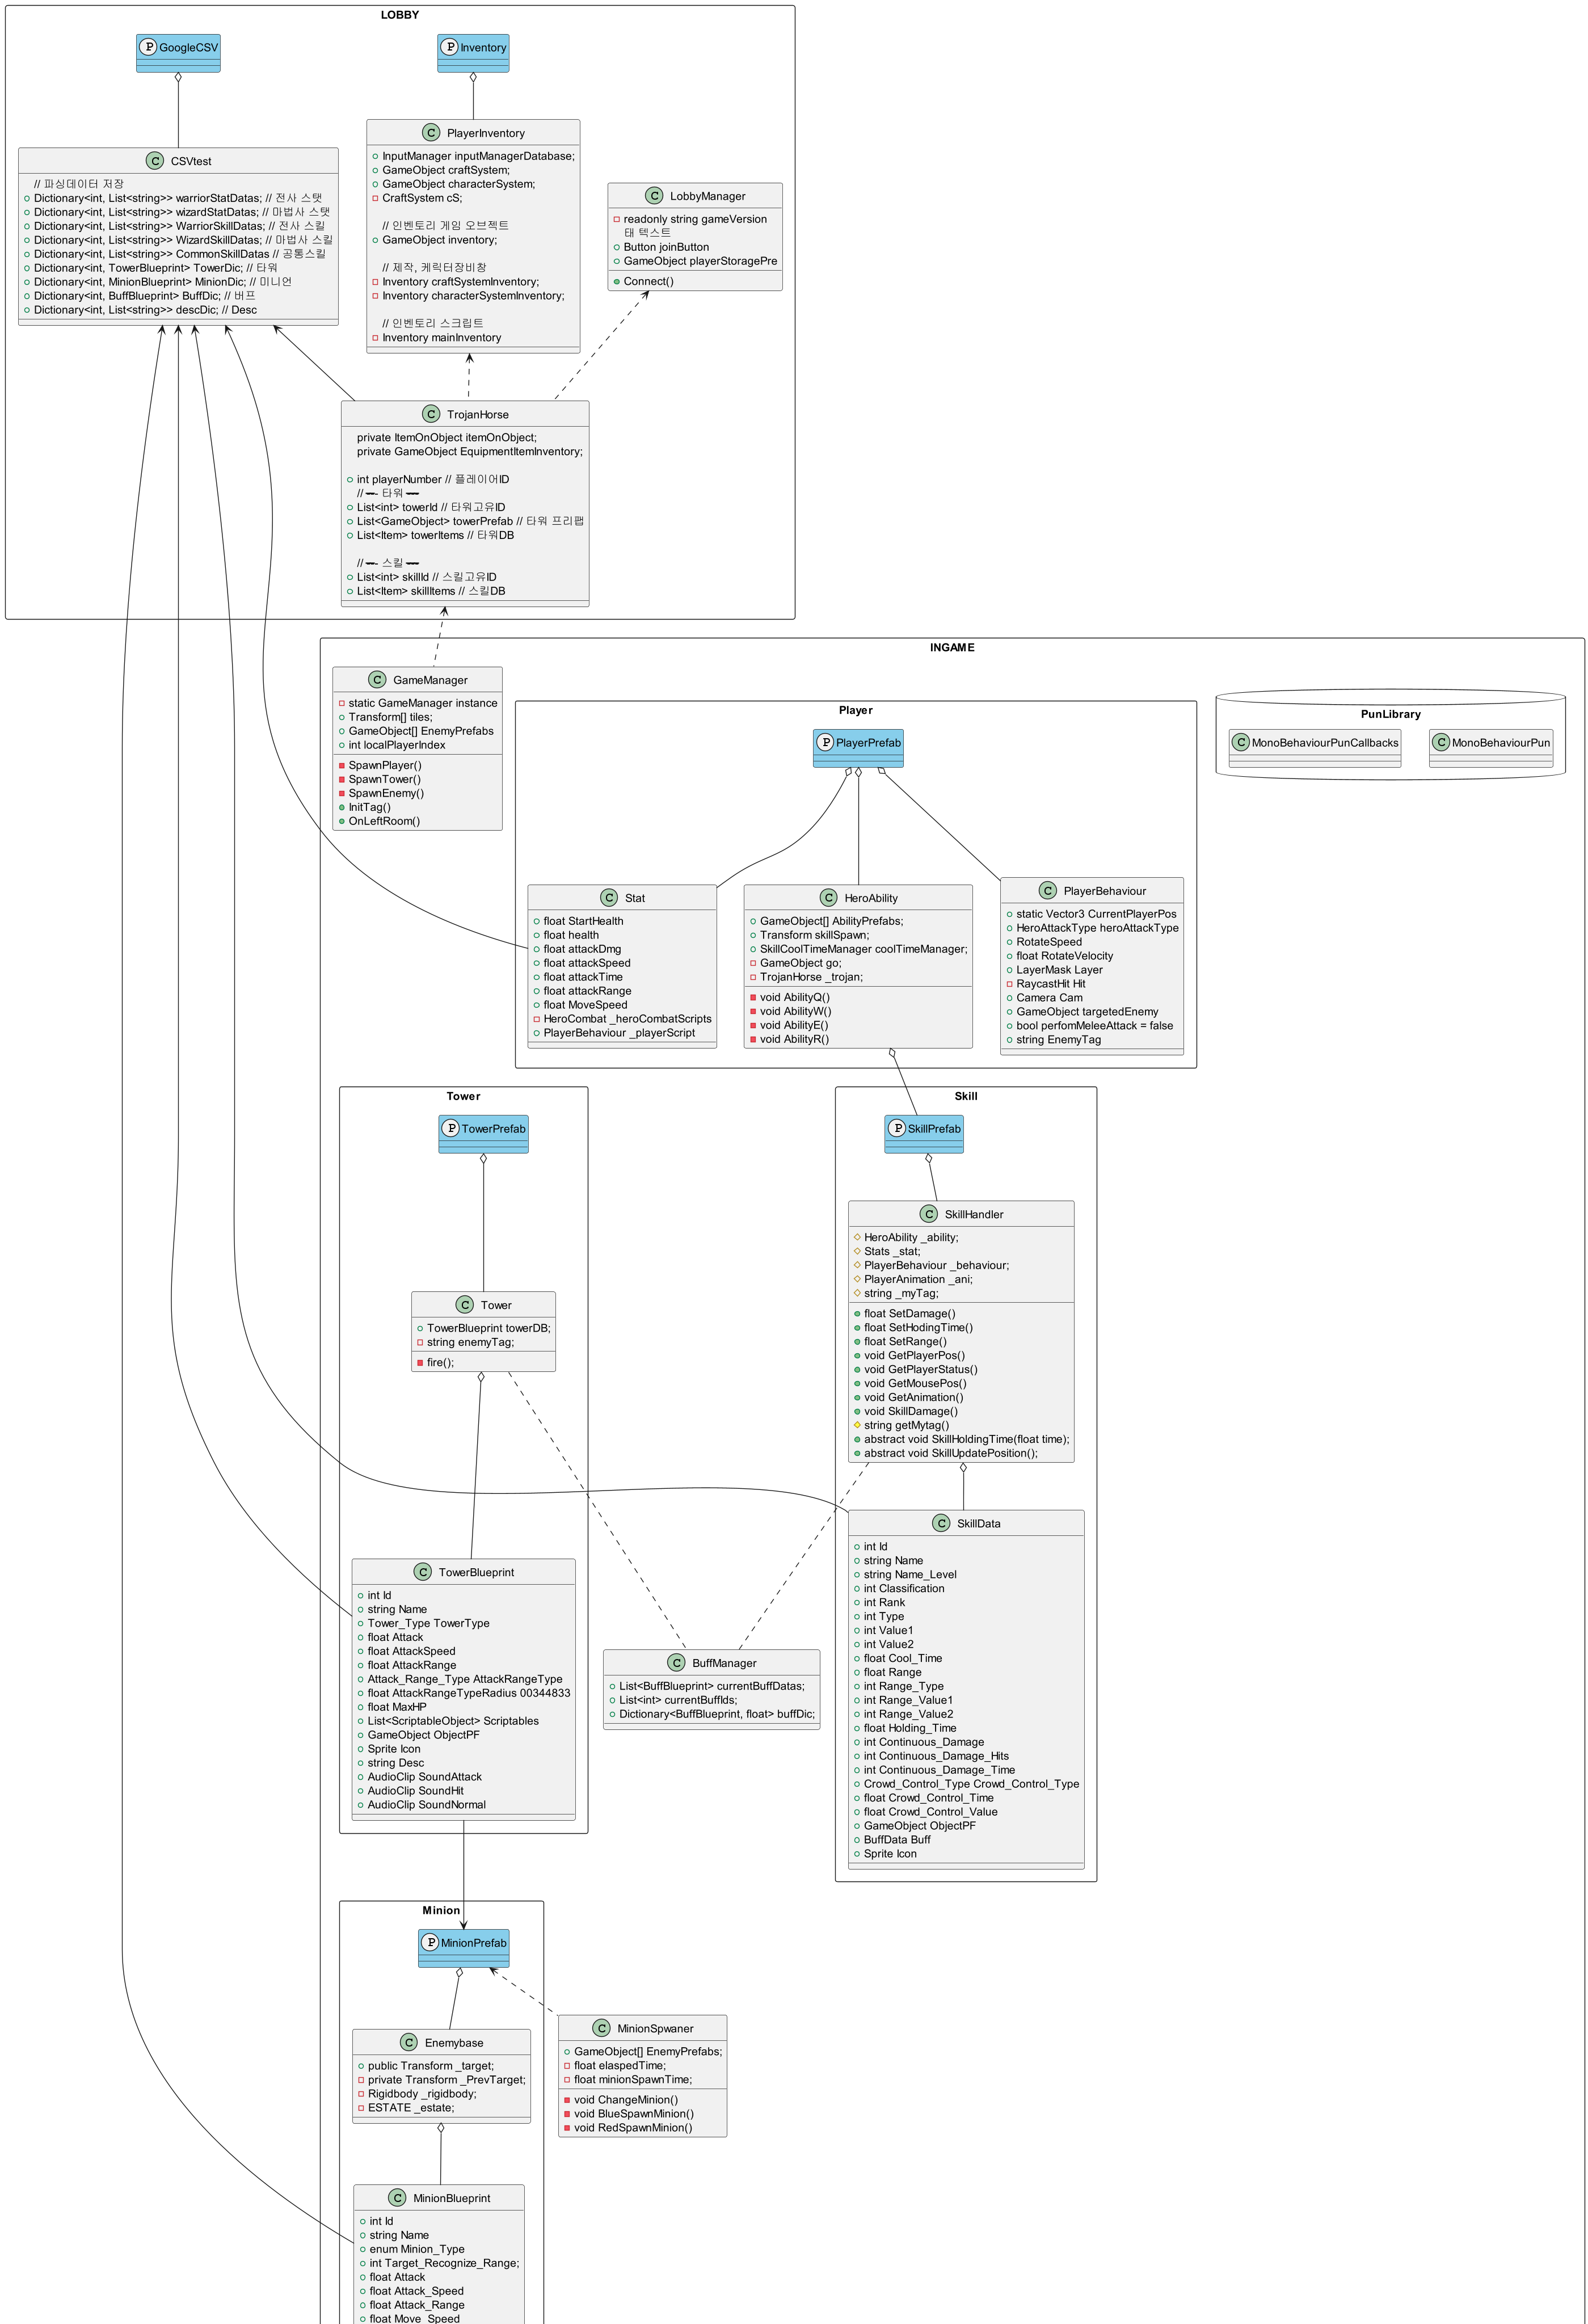 LOBBY
P GoogleCSV
P Inventory
C CSVtest
// 파싱데이터 저장
Dictionary<int, List<string>> warriorStatDatas; // 전사 스탯
Dictionary<int, List<string>> wizardStatDatas; // 마법사 스탯
Dictionary<int, List<string>> WarriorSkillDatas; // 전사 스킬
Dictionary<int, List<string>> WizardSkillDatas; // 마법사 스킬
Dictionary<int, List<string>> CommonSkillDatas // 공통스킬
Dictionary<int, TowerBlueprint> TowerDic; // 타워
Dictionary<int, MinionBlueprint> MinionDic; // 미니언
Dictionary<int, BuffBlueprint> BuffDic; // 버프
Dictionary<int, List<string>> descDic; // Desc
C PlayerInventory
InputManager inputManagerDatabase;
GameObject craftSystem;
GameObject characterSystem;
CraftSystem cS;
// 인벤토리 게임 오브젝트
GameObject inventory;
// 제작, 케릭터장비창
Inventory craftSystemInventory;
Inventory characterSystemInventory;
// 인벤토리 스크립트
Inventory mainInventory
C LobbyManager
readonly string gameVersion
태 텍스트
Button joinButton
GameObject playerStoragePre
Connect()
C TrojanHorse
private ItemOnObject itemOnObject;
private GameObject EquipmentItemInventory;
int playerNumber // 플레이어ID
// --- 타워 ---
List<int> towerId // 타워고유ID
List<GameObject> towerPrefab // 타워 프리팹
List<Item> towerItems // 타워DB
// --- 스킬 ---
List<int> skillId // 스킬고유ID
List<Item> skillItems // 스킬DB
INGAME
C GameManager
static GameManager instance
Transform[] tiles;
GameObject[] EnemyPrefabs
int localPlayerIndex
SpawnPlayer()
SpawnTower()
SpawnEnemy()
InitTag()
OnLeftRoom()
Player
P PlayerPrefab
PunLibrary
C MonoBehaviourPunCallbacks
C MonoBehaviourPun
C Stat
float StartHealth
float health
float attackDmg
float attackSpeed
float attackTime
float attackRange
float MoveSpeed
HeroCombat _heroCombatScripts
PlayerBehaviour _playerScript
C HeroAbility
GameObject[] AbilityPrefabs;
Transform skillSpawn;
SkillCoolTimeManager coolTimeManager;
GameObject go;
TrojanHorse _trojan;
void AbilityQ()
void AbilityW()
void AbilityE()
void AbilityR()
C PlayerBehaviour
static Vector3 CurrentPlayerPos
HeroAttackType heroAttackType
RotateSpeed
float RotateVelocity
LayerMask Layer
RaycastHit Hit
Camera Cam
GameObject targetedEnemy
bool perfomMeleeAttack = false
string EnemyTag
Tower
P TowerPrefab
C Tower
TowerBlueprint towerDB;
string enemyTag;
fire();
Skill
P SkillPrefab
C SkillHandler
HeroAbility _ability;
Stats _stat;
PlayerBehaviour _behaviour;
PlayerAnimation _ani;
string _myTag;
float SetDamage()
float SetHodingTime()
float SetRange()
void GetPlayerPos()
void GetPlayerStatus()
void GetMousePos()
void GetAnimation()
void SkillDamage()
string getMytag()
abstract void SkillHoldingTime(float time);
abstract void SkillUpdatePosition();
C TowerBlueprint
int Id
string Name
Tower_Type TowerType
float Attack
float AttackSpeed
float AttackRange
Attack_Range_Type AttackRangeType
float AttackRangeTypeRadius 00344833
float MaxHP
List<ScriptableObject> Scriptables
GameObject ObjectPF
Sprite Icon
string Desc
AudioClip SoundAttack
AudioClip SoundHit
AudioClip SoundNormal
C BuffManager
List<BuffBlueprint> currentBuffDatas;
List<int> currentBuffIds;
Dictionary<BuffBlueprint, float> buffDic;
C SkillData
int Id
string Name
string Name_Level
int Classification
int Rank
int Type
int Value1
int Value2
float Cool_Time
float Range
int Range_Type
int Range_Value1
int Range_Value2
float Holding_Time
int Continuous_Damage
int Continuous_Damage_Hits
int Continuous_Damage_Time
Crowd_Control_Type Crowd_Control_Type
float Crowd_Control_Time
float Crowd_Control_Value
GameObject ObjectPF
BuffData Buff
Sprite Icon
Minion
P MinionPrefab
C Enemybase
public Transform _target;
private Transform _PrevTarget;
Rigidbody _rigidbody;
ESTATE _estate;
C MinionSpwaner
GameObject[] EnemyPrefabs;
float elaspedTime;
float minionSpawnTime;
void ChangeMinion()
void BlueSpawnMinion()
void RedSpawnMinion()
C MinionBlueprint
int Id
string Name
enum Minion_Type
int Target_Recognize_Range;
float Attack
float Attack_Speed
float Attack_Range
float Move_Speed